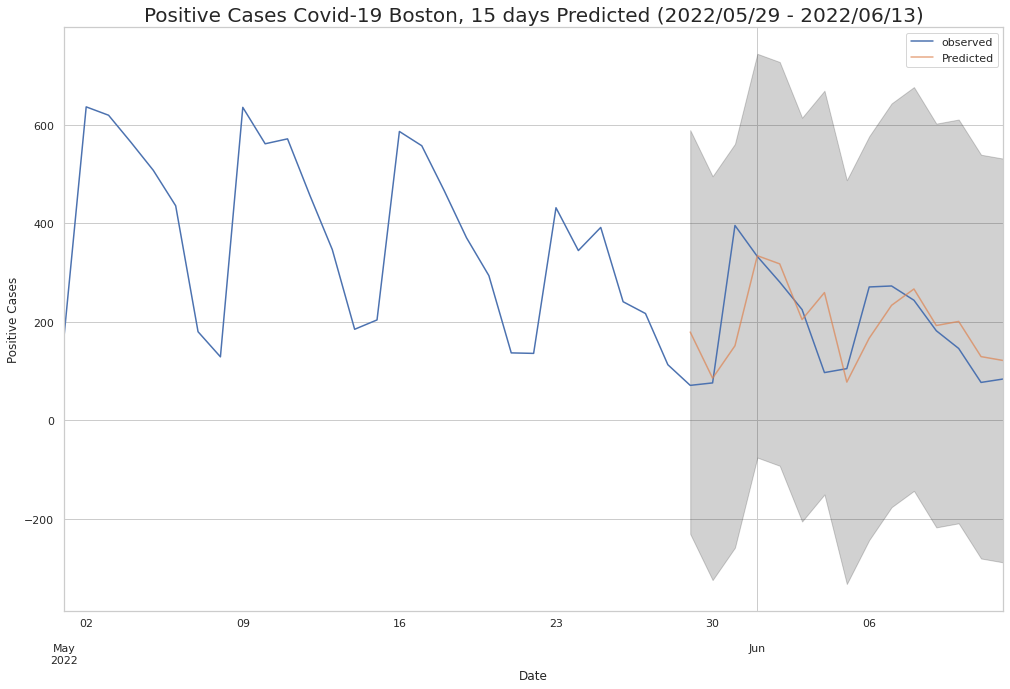 Positive Cases Covid-19 Boston, 15 days Predicted (2022/05/29 - 2022/06/13)
observed
Predicted
600
400
200
0
−200
Positive Cases
02
09
16
23
30
06
May
2022
Jun
Date